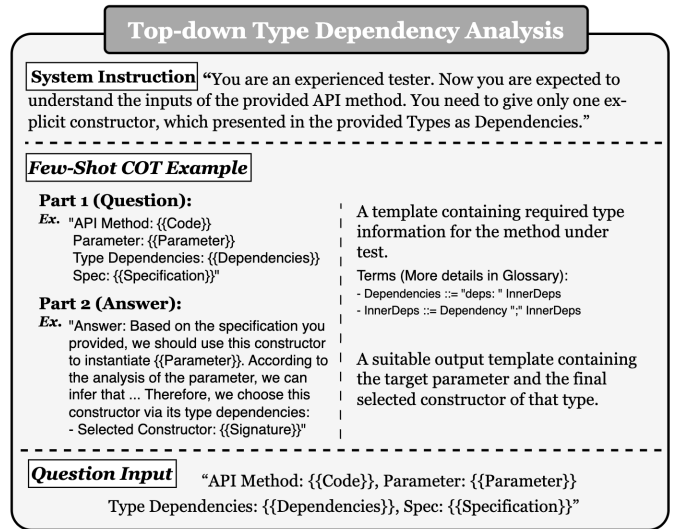 Top-down Type Dependency Analysis
System Instruction “You are an experienced tester. Now you are expected to
understand the inputs of the provided API method. You need to give only one ex-
plicit constructor, which presented in the provided Types as Dependencies.”
Few-Shot COT Example
Part 1 (Question):
Ex. "API Method: {{Code}}
Parameter: {{Parameter}}
Type Dependencies: {{Dependencies}}
Spec: {{Specification}}"
Part 2 (Answer):
Ex. "Answer: Based on the specification you
provided, we should use this constructor
to instantiate {{Parameter}}. According to
the analysis of the parameter, we can
infer that ... Therefore, we choose this
constructor via its type dependencies:
- Selected Constructor: {{Signature}}"
A template containing required type
information for the method under
test.
Terms (More details in Glossary):
- Dependencies ::= "deps: " InnerDeps
- InnerDeps ::= Dependency ";" InnerDeps
A suitable output template containing
the target parameter and the final
selected constructor of that type.
Question Input “API Method: {{Code}}, Parameter: {{Parameter}}
Type Dependencies: {{Dependencies}}, Spec: {{Specification}}”